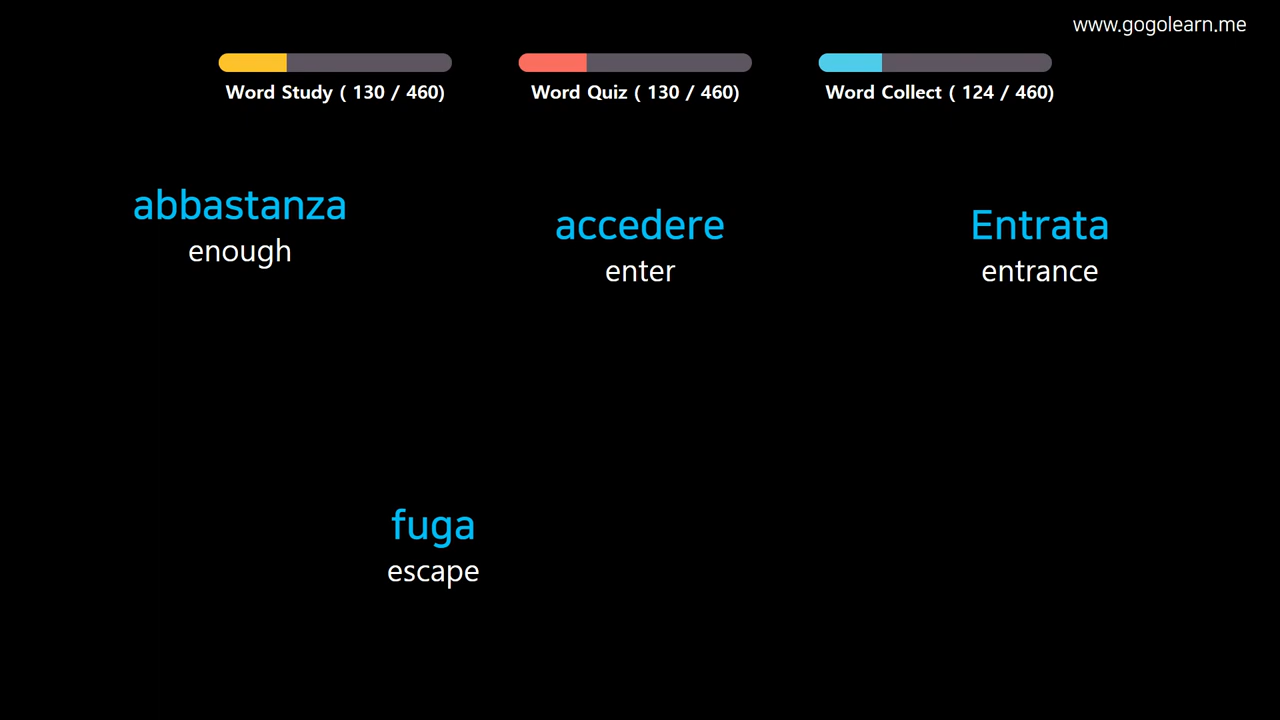 www.gogolearn.me
Word Study ( 130 / 460)
Word Quiz ( 130 / 460)
Word Collect ( 124 / 460)
abbastanza
enough
accedere
enter
Entrata
entrance
fuga
escape